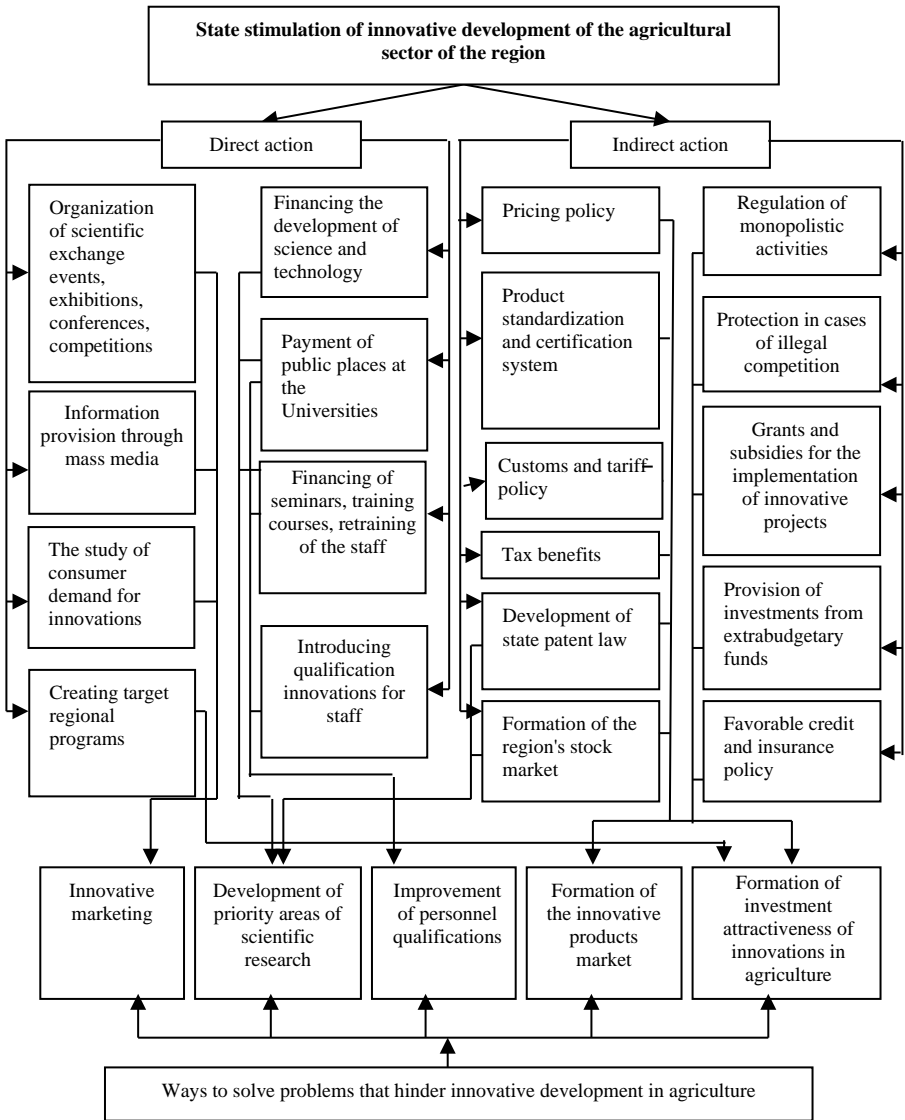 State stimulation of innovative development of the agricultural
sector of the region
Direct action
Indirect action
Organization
of scientific
exchange
events,
exhibitions,
conferences,
competitions
Information
provision through
mass media
The study of
consumer
demand for
innovations
Creating target
regional
programs
Financing the
development of
science and
technology
Payment of
public places at
the
Universities
Financing of
seminars, training
courses, retraining
of the staff
Introducing
qualification
innovations for
staff
Pricing policy
Product
standardization
and certification
system
Customs and tariff
policy
Tax benefits
Development of
state patent law
Formation of the
region's stock
market
Regulation of
monopolistic
activities
Protection in cases
of illegal
competition
Grants and
subsidies for the
implementation
of innovative
projects
Provision of
investments from
extrabudgetary
funds
Favorable credit
and insurance
policy
Innovative
marketing
Development of
priority areas of
scientific
research
Improvement
of personnel
qualifications
Formation of
the innovative
products
market
Formation of
investment
attractiveness of
innovations in
agriculture
Ways to solve problems that hinder innovative development in agriculture